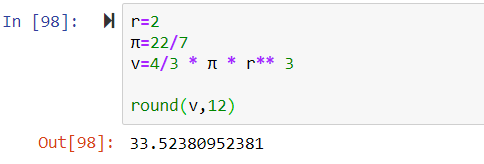 In [98]:
r=2
π=22/7
v=4/3 * π * r** 3
round(v,12)
Out[98]: 33.52380952381